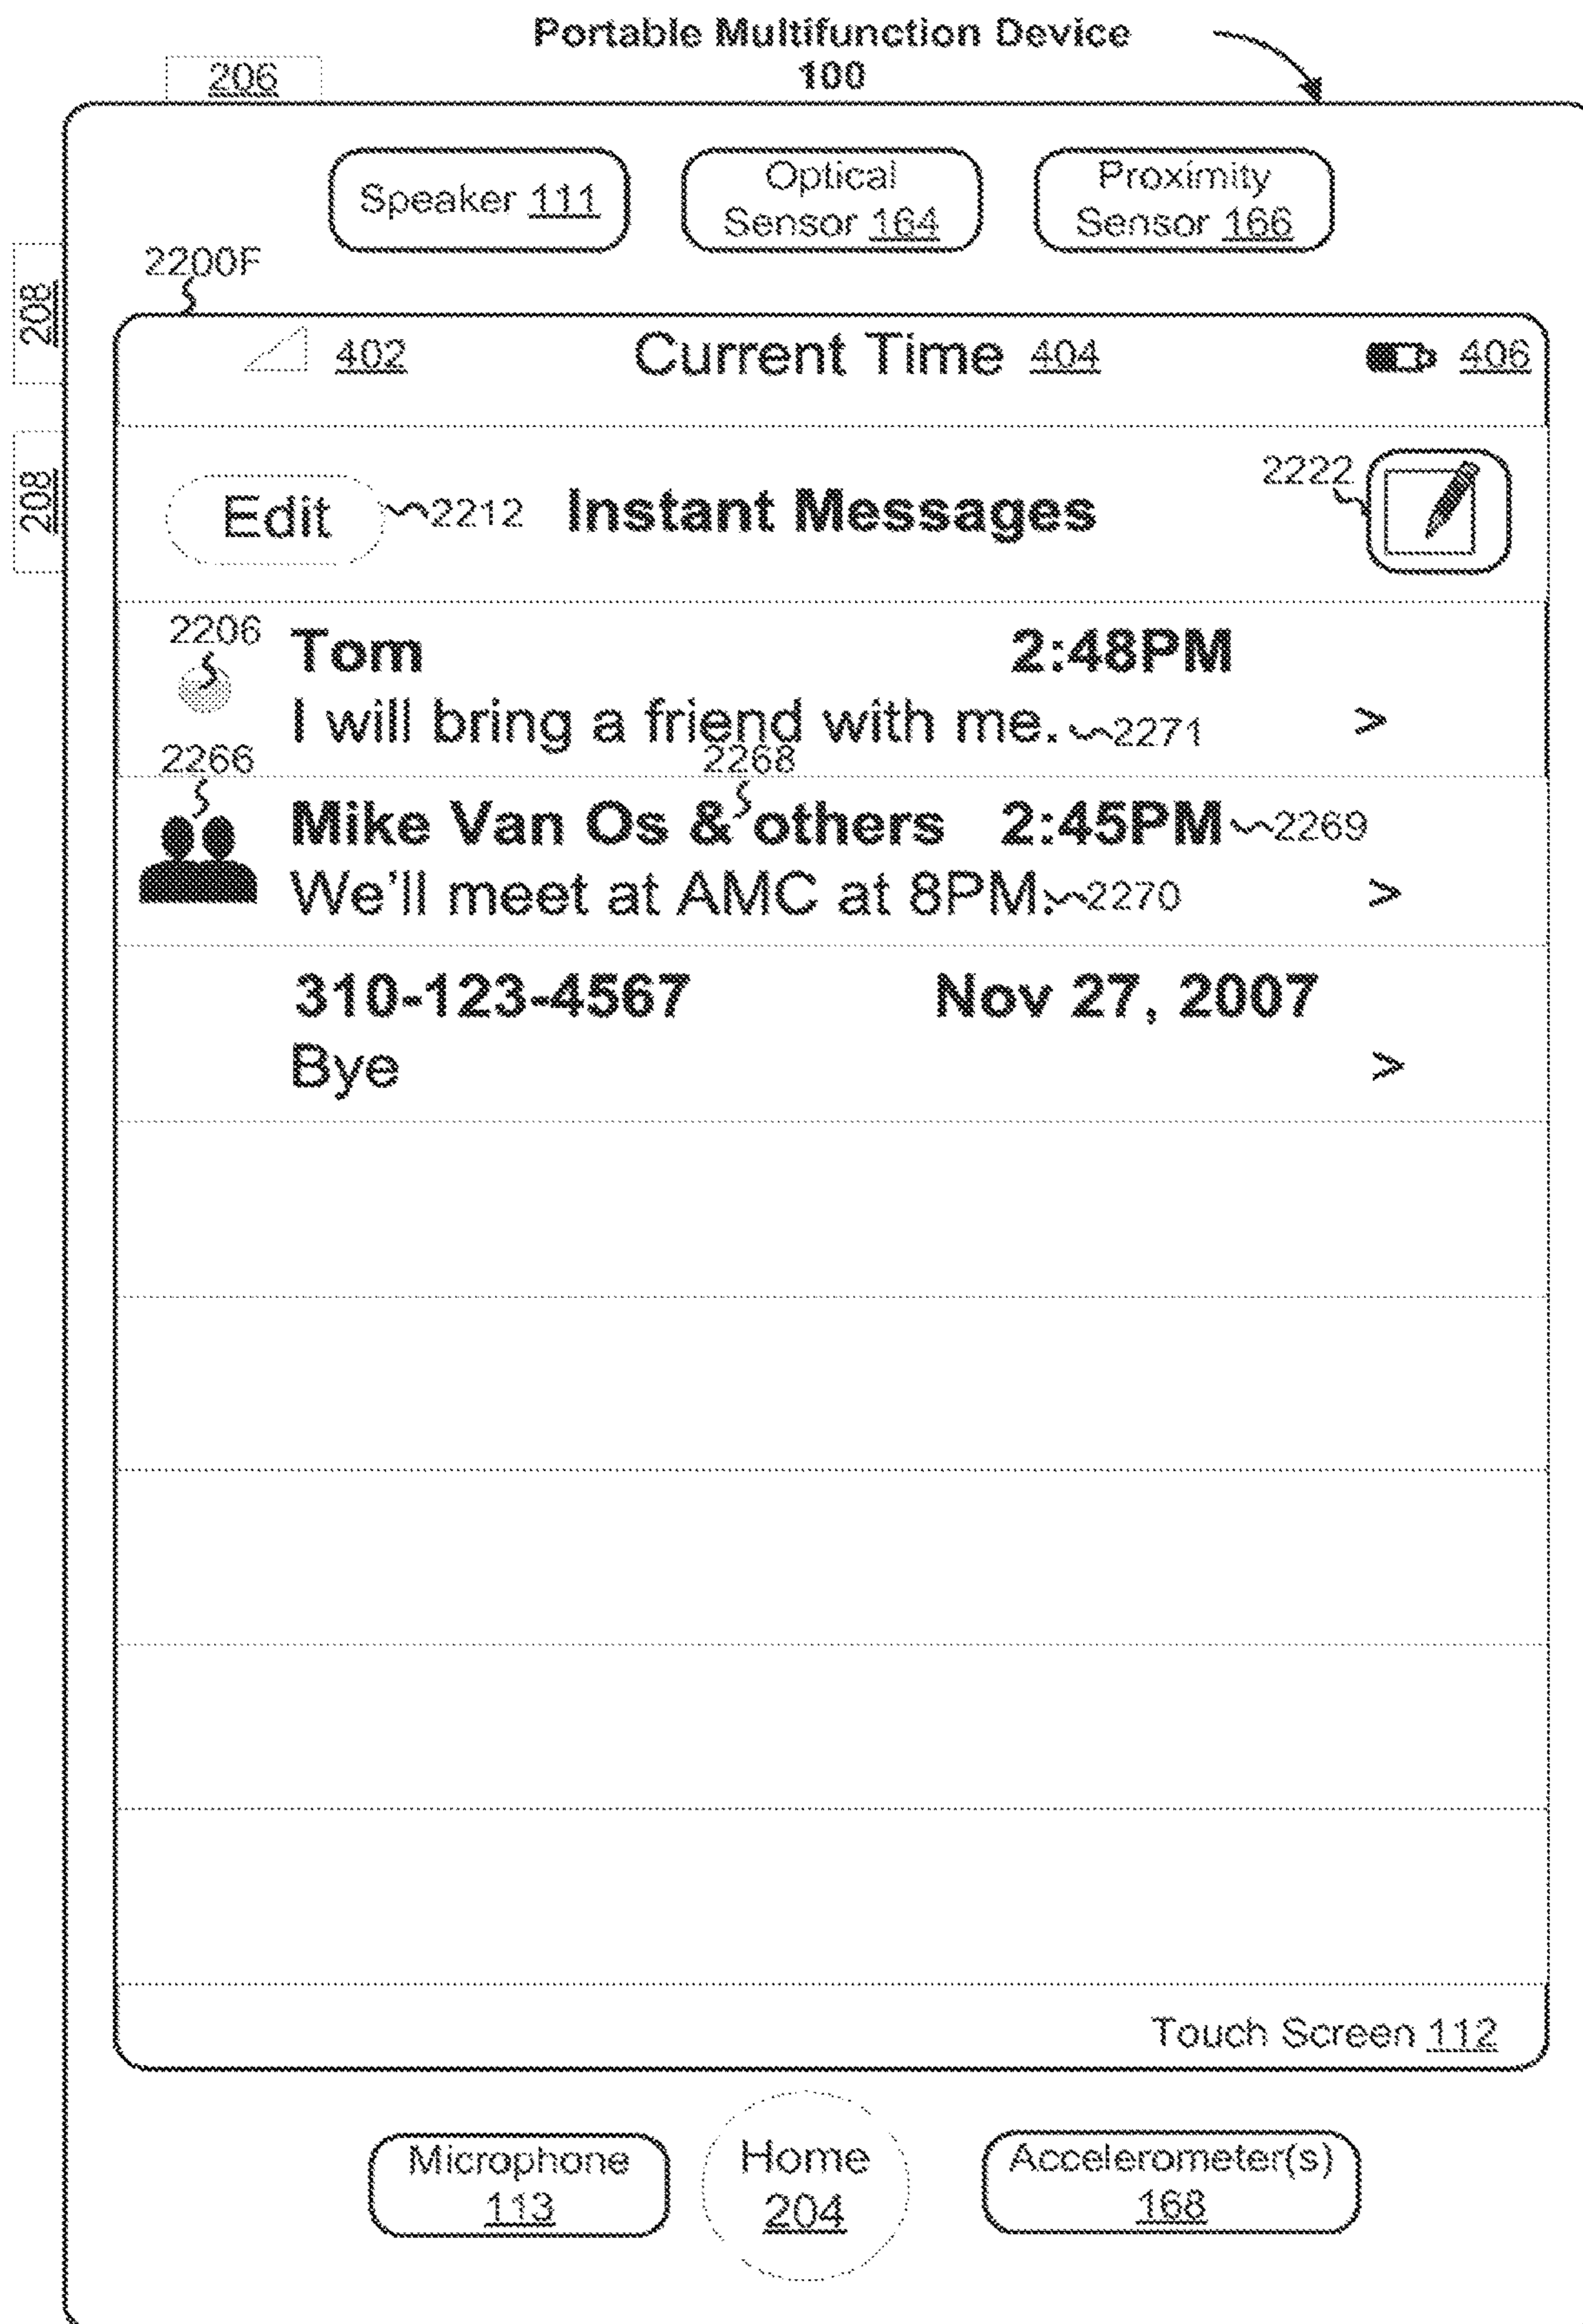 Portable Multifunction Device
100
206
Speaker 111
Optical
Sensor 164
Proximity
Sensor 166
2200F
208
402
Current Time 404
406
208
Edit
2212
Instant Messages
2222
2206
Tom
2:48PM
I will bring a friend with me.
2271
>
2266
2268
Mike Van Os & others
2:45PM
2269
We'll meet at AMC at 8PM.
2270
>
310-123-4567
Nov 27, 2007
Bye
>
Touch Screen 112
Microphone
113
Home
204
Accelerometer(s)
168